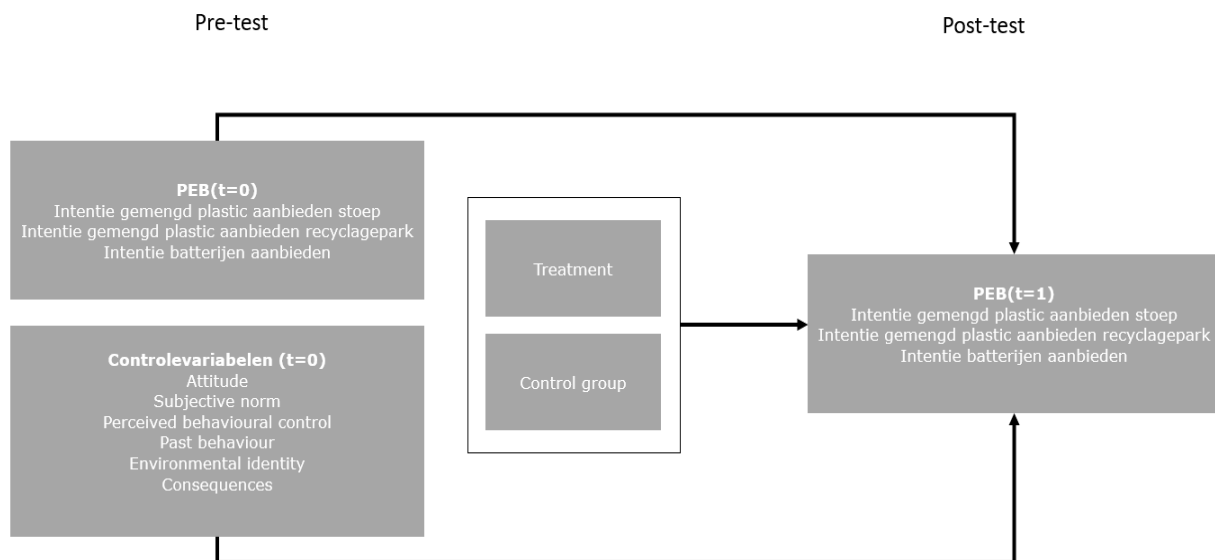 Pre-test
Post-test
PEB(t=0)
Intentie gemengd plastic aanbieden stoep
Intentie gemengd plastic aanbieden recyclagepark
Intentie batterijen aanbieden
Controlevariabelen (t=0)
Attitude
Subjective norm
Perceived behavioural control
Past behaviour
Environmental identity
Consequences
Treatment
Control group
PEB(t=1)
Intentie gemengd plastic aanbieden stoep
Intentie gemengd plastic aanbieden recyclagepark
Intentie batterijen aanbieden